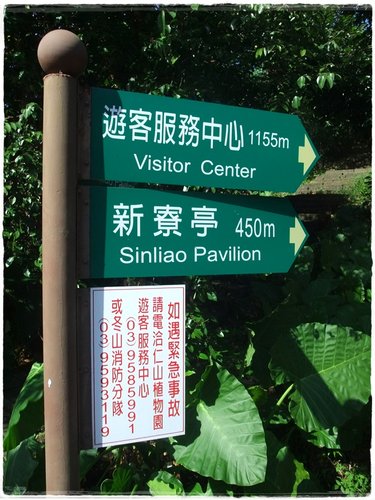 遊客服務中心 1155m
Visitor Center
新寮亭 450m
Sinliao Pavilion
如遇緊急事故
請電洽仁山植物園
遊客服務中心
(03)9585991
或冬山消防分隊
(03)9593119